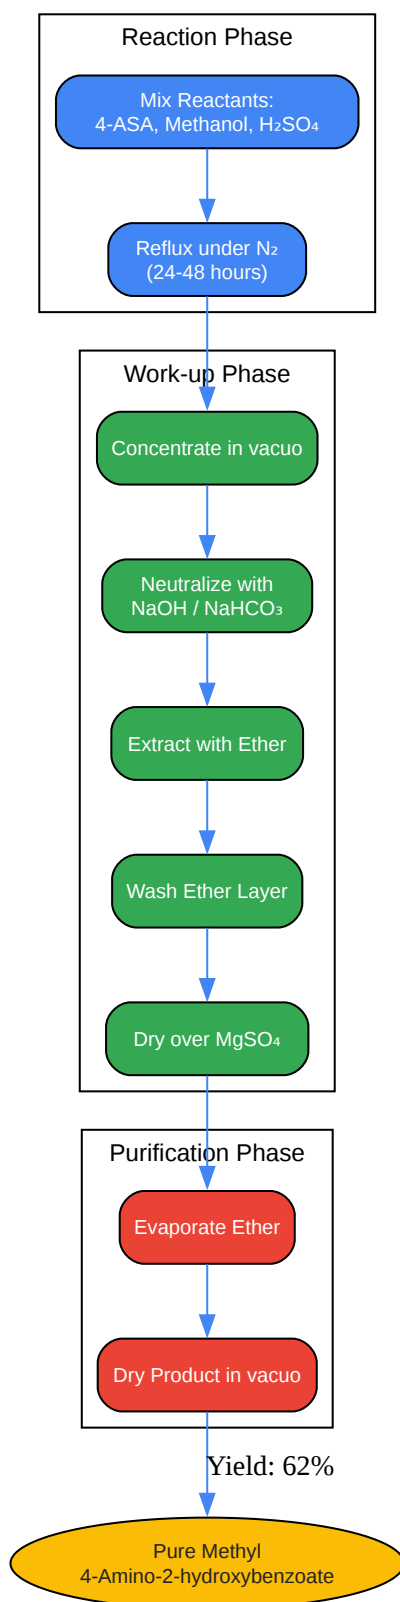 Reaction Phase
Mix Reactants:
4-ASA, Methanol, H₂SO₄
Reflux under N₂
(24-48 hours)
Work-up Phase
Concentrate in vacuo
Neutralize with
NaOH / NaHCO₃
Extract with Ether
Wash Ether Layer
Dry over MgSO₄
Purification Phase
Evaporate Ether
Dry Product in vacuo
Yield: 62%
Pure Methyl
4-Amino-2-hydroxybenzoate